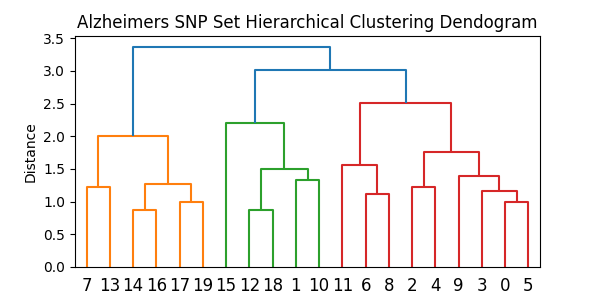 Alzheimers SNP Set Hierarchical Clustering Dendogram
3.5
3.0
2.5
2.0
1.5
1.0
0.5
0.0
Distance
7 13 14 16 17 19 15 12 18 1 10 11 6 8 2 4 9 3 0 5